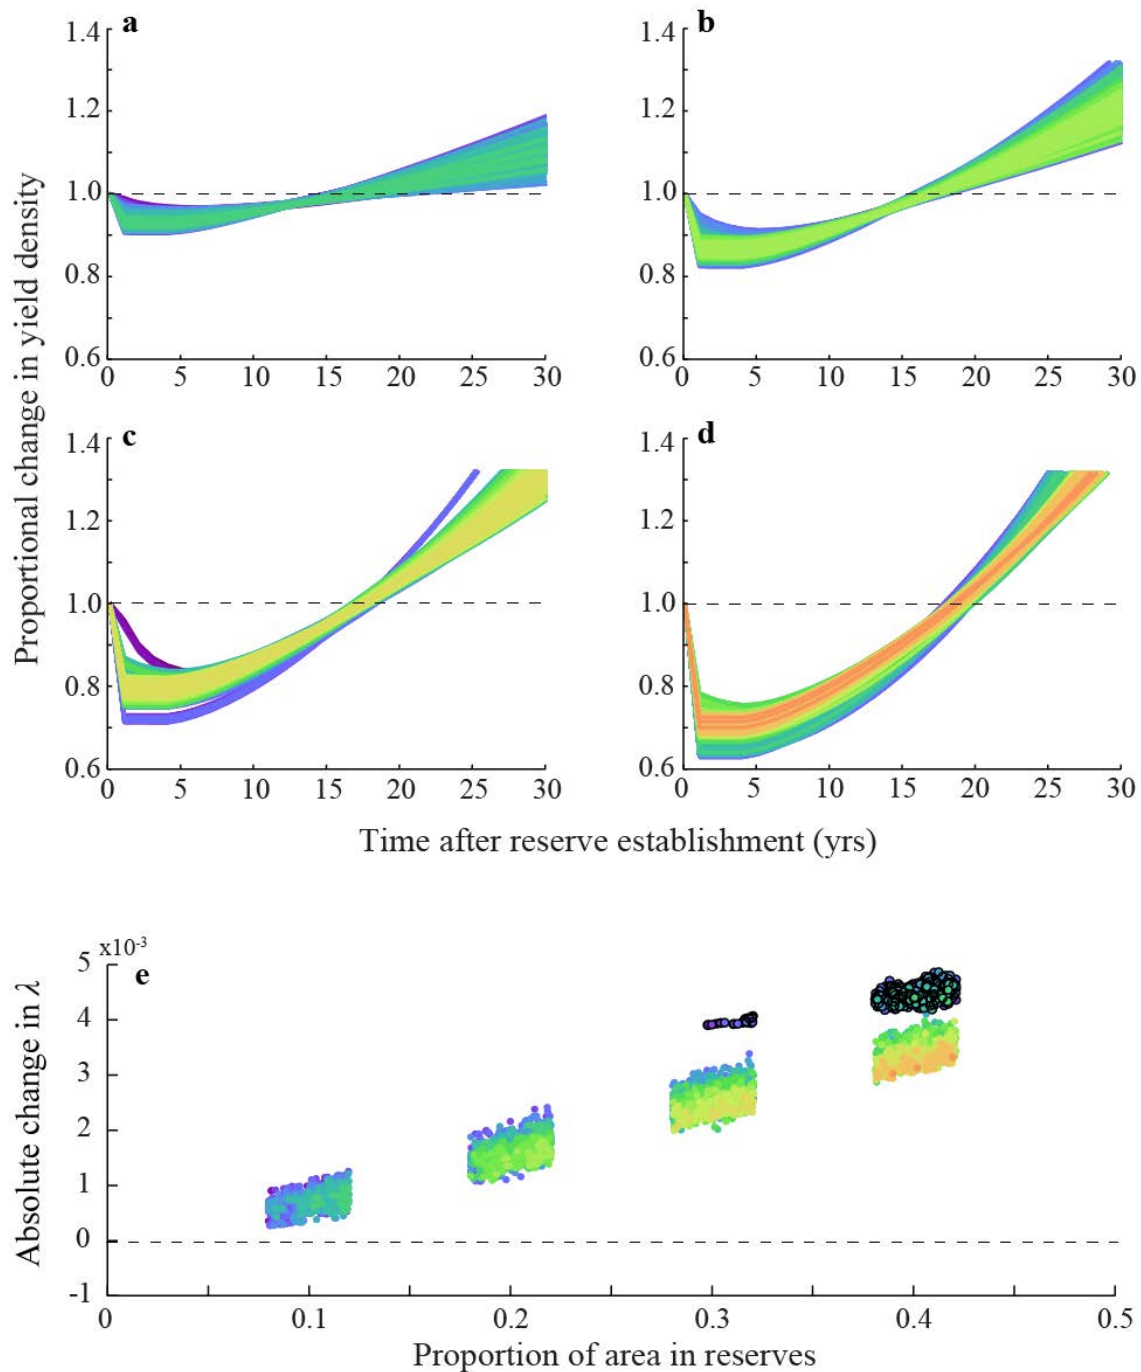 a
b
1.4
1.2
1.0
0.8
0.6
0 5 10 15 20 25 30
1.4
1.2
1.0
0.8
0.6
0 5 10 15 20 25 30
c
d
1.4
1.2
1.0
0.8
0.6
0 5 10 15 20 25 30
1.4
1.2
1.0
0.8
0.6
0 5 10 15 20 25 30
Proportional change in yield density
Time after reserve establishment (yrs)
x10-3
e
5
4
3
2
1
0
-1
0 0.1 0.2 0.3 0.4 0.5
Absolute change in λ
Proportion of area in reserves